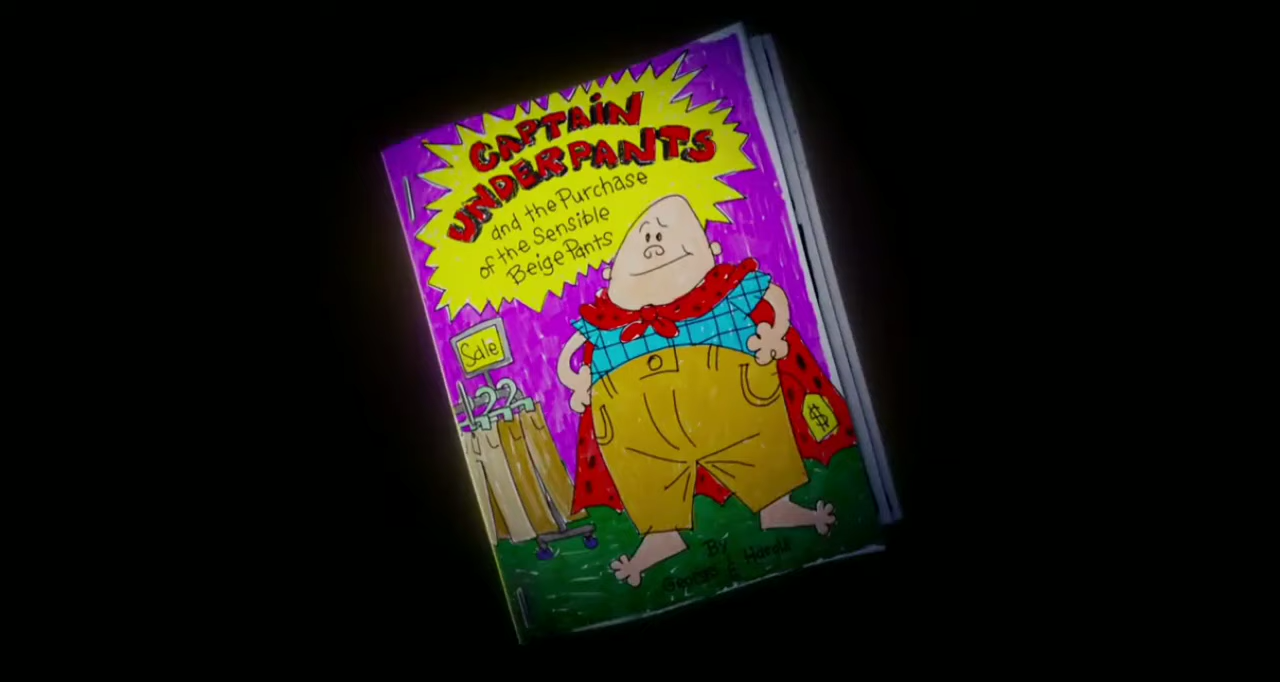 CAPTAIN
UNDERPANTS
and the Purchase
of the Sensible
Beige Pants
Sale
$
By
George & Harold